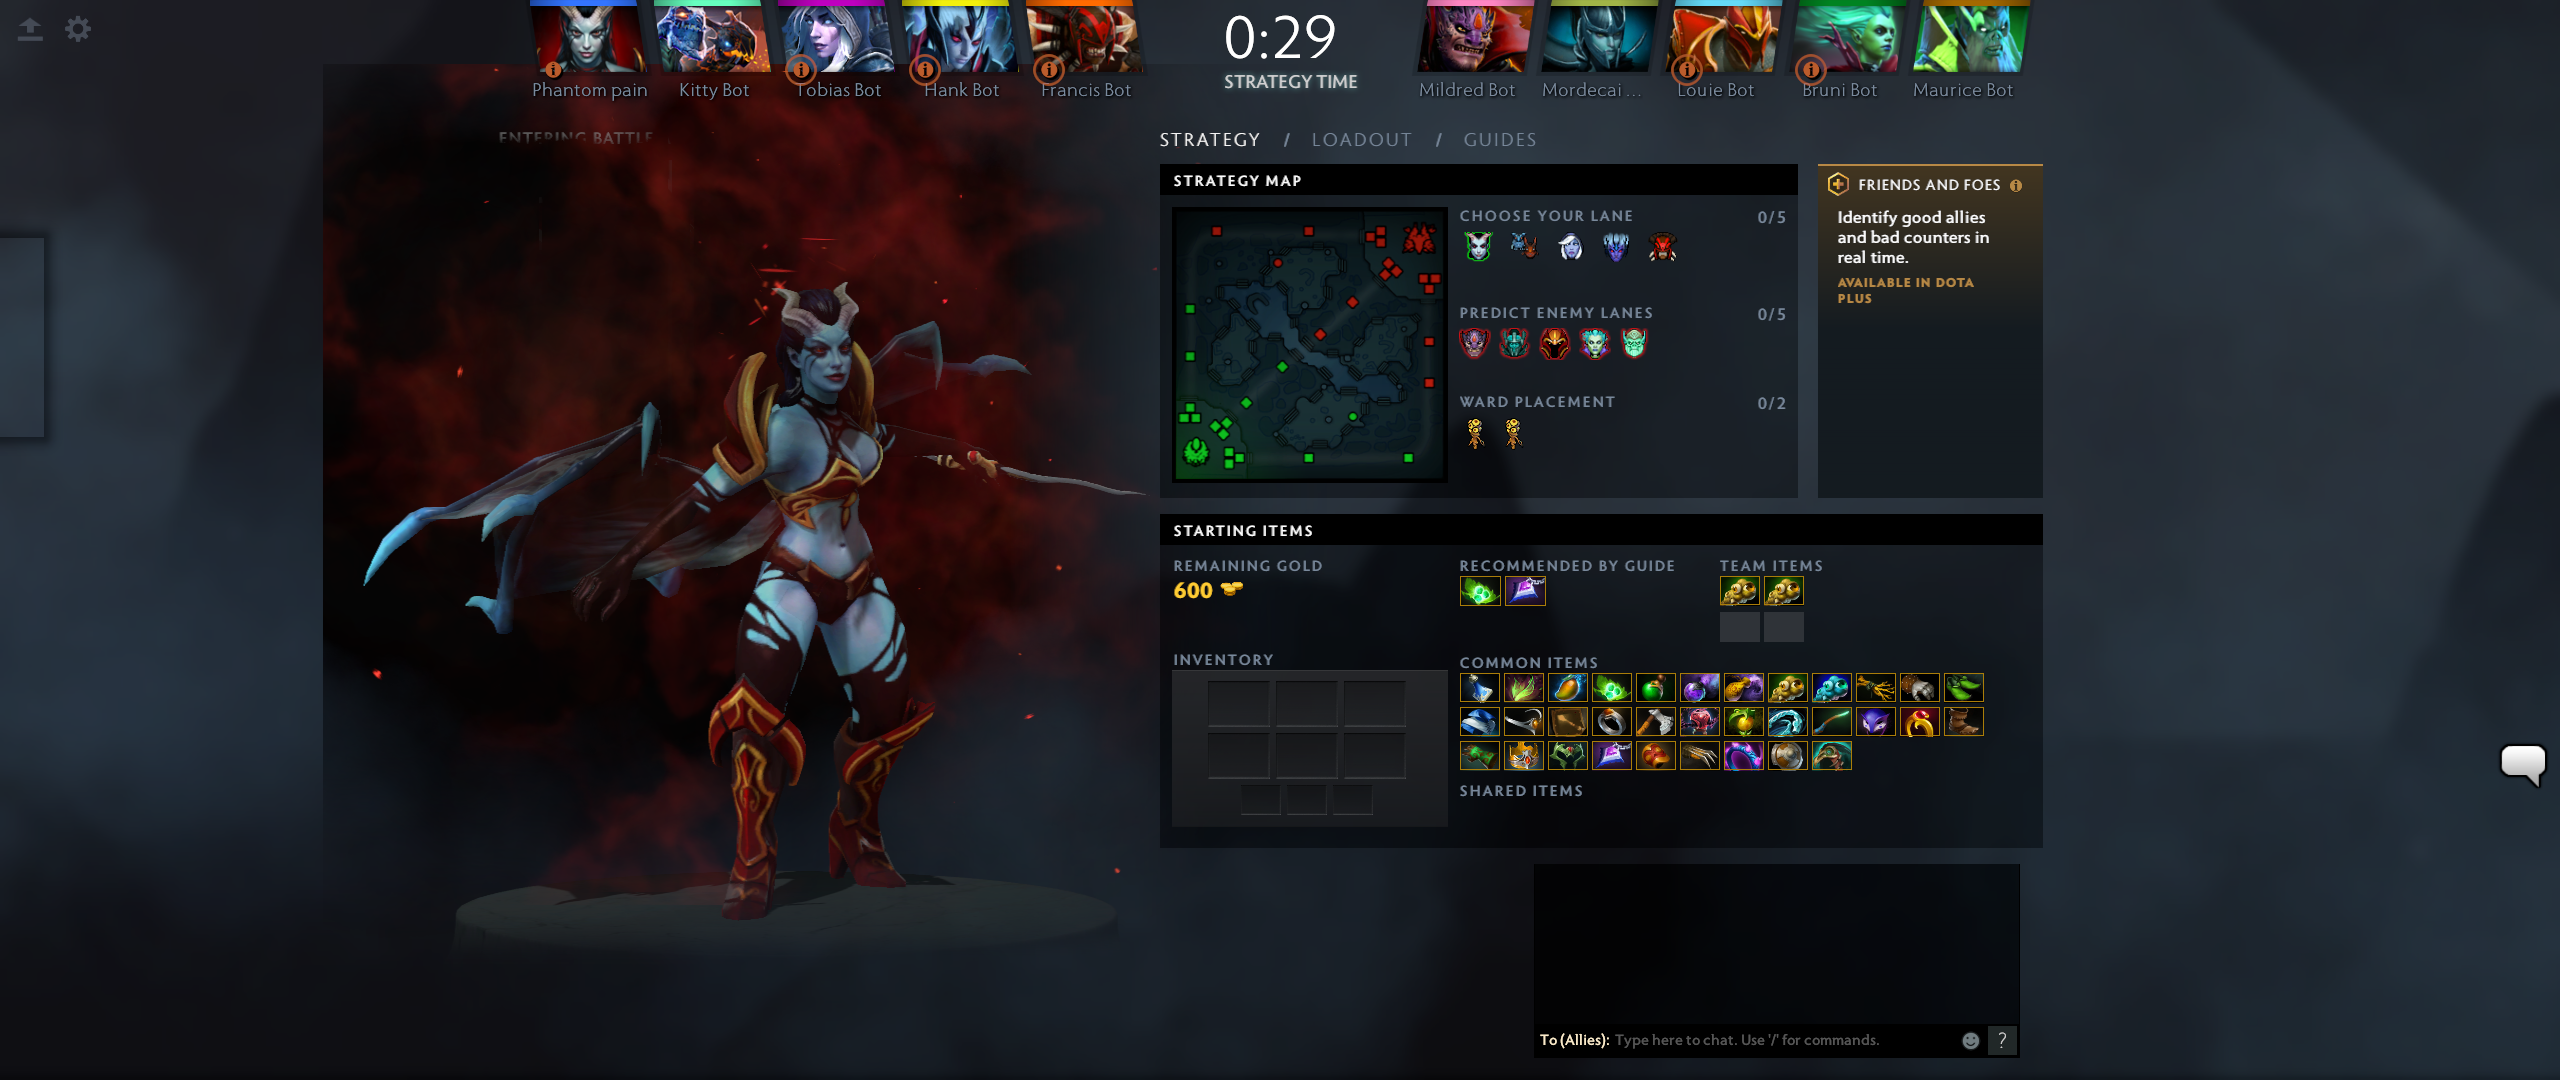 0:29
STRATEGY TIME
Phantom pain
Kitty Bot
Tobias Bot
Hank Bot
Francis Bot
Mildred Bot
Mordecai ...
Louie Bot
Bruni Bot
Maurice Bot
ENTERING BATTLE
STRATEGY / LOADOUT / GUIDES
STRATEGY MAP
CHOOSE YOUR LANE 0/5
PREDICT ENEMY LANES 0/5
WARD PLACEMENT 0/2
FRIENDS AND FOES
Identify good allies
and bad counters in
real time.
AVAILABLE IN DOTA
PLUS
STARTING ITEMS
REMAINING GOLD
600
RECOMMENDED BY GUIDE
TEAM ITEMS
INVENTORY
COMMON ITEMS
SHARED ITEMS
To (Allies): Type here to chat. Use '/' for commands.
?